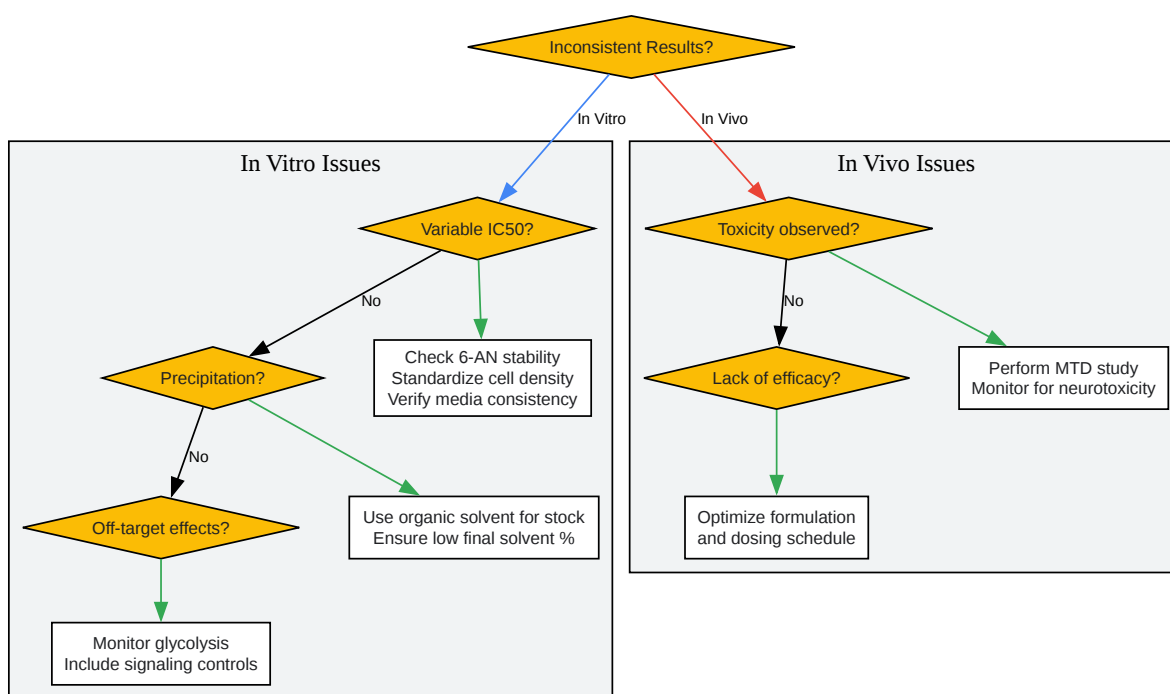 Inconsistent Results?
In Vitro
In Vivo
In Vitro Issues
In Vivo Issues
Variable IC50?
Toxicity observed?
No
No
Check 6-AN stability
Standardize cell density
Verify media consistency
Precipitation?
Lack of efficacy?
Perform MTD study
Monitor for neurotoxicity
No
Off-target effects?
Use organic solvent for stock
Ensure low final solvent %
Optimize formulation
and dosing schedule
Monitor glycolysis
Include signaling controls